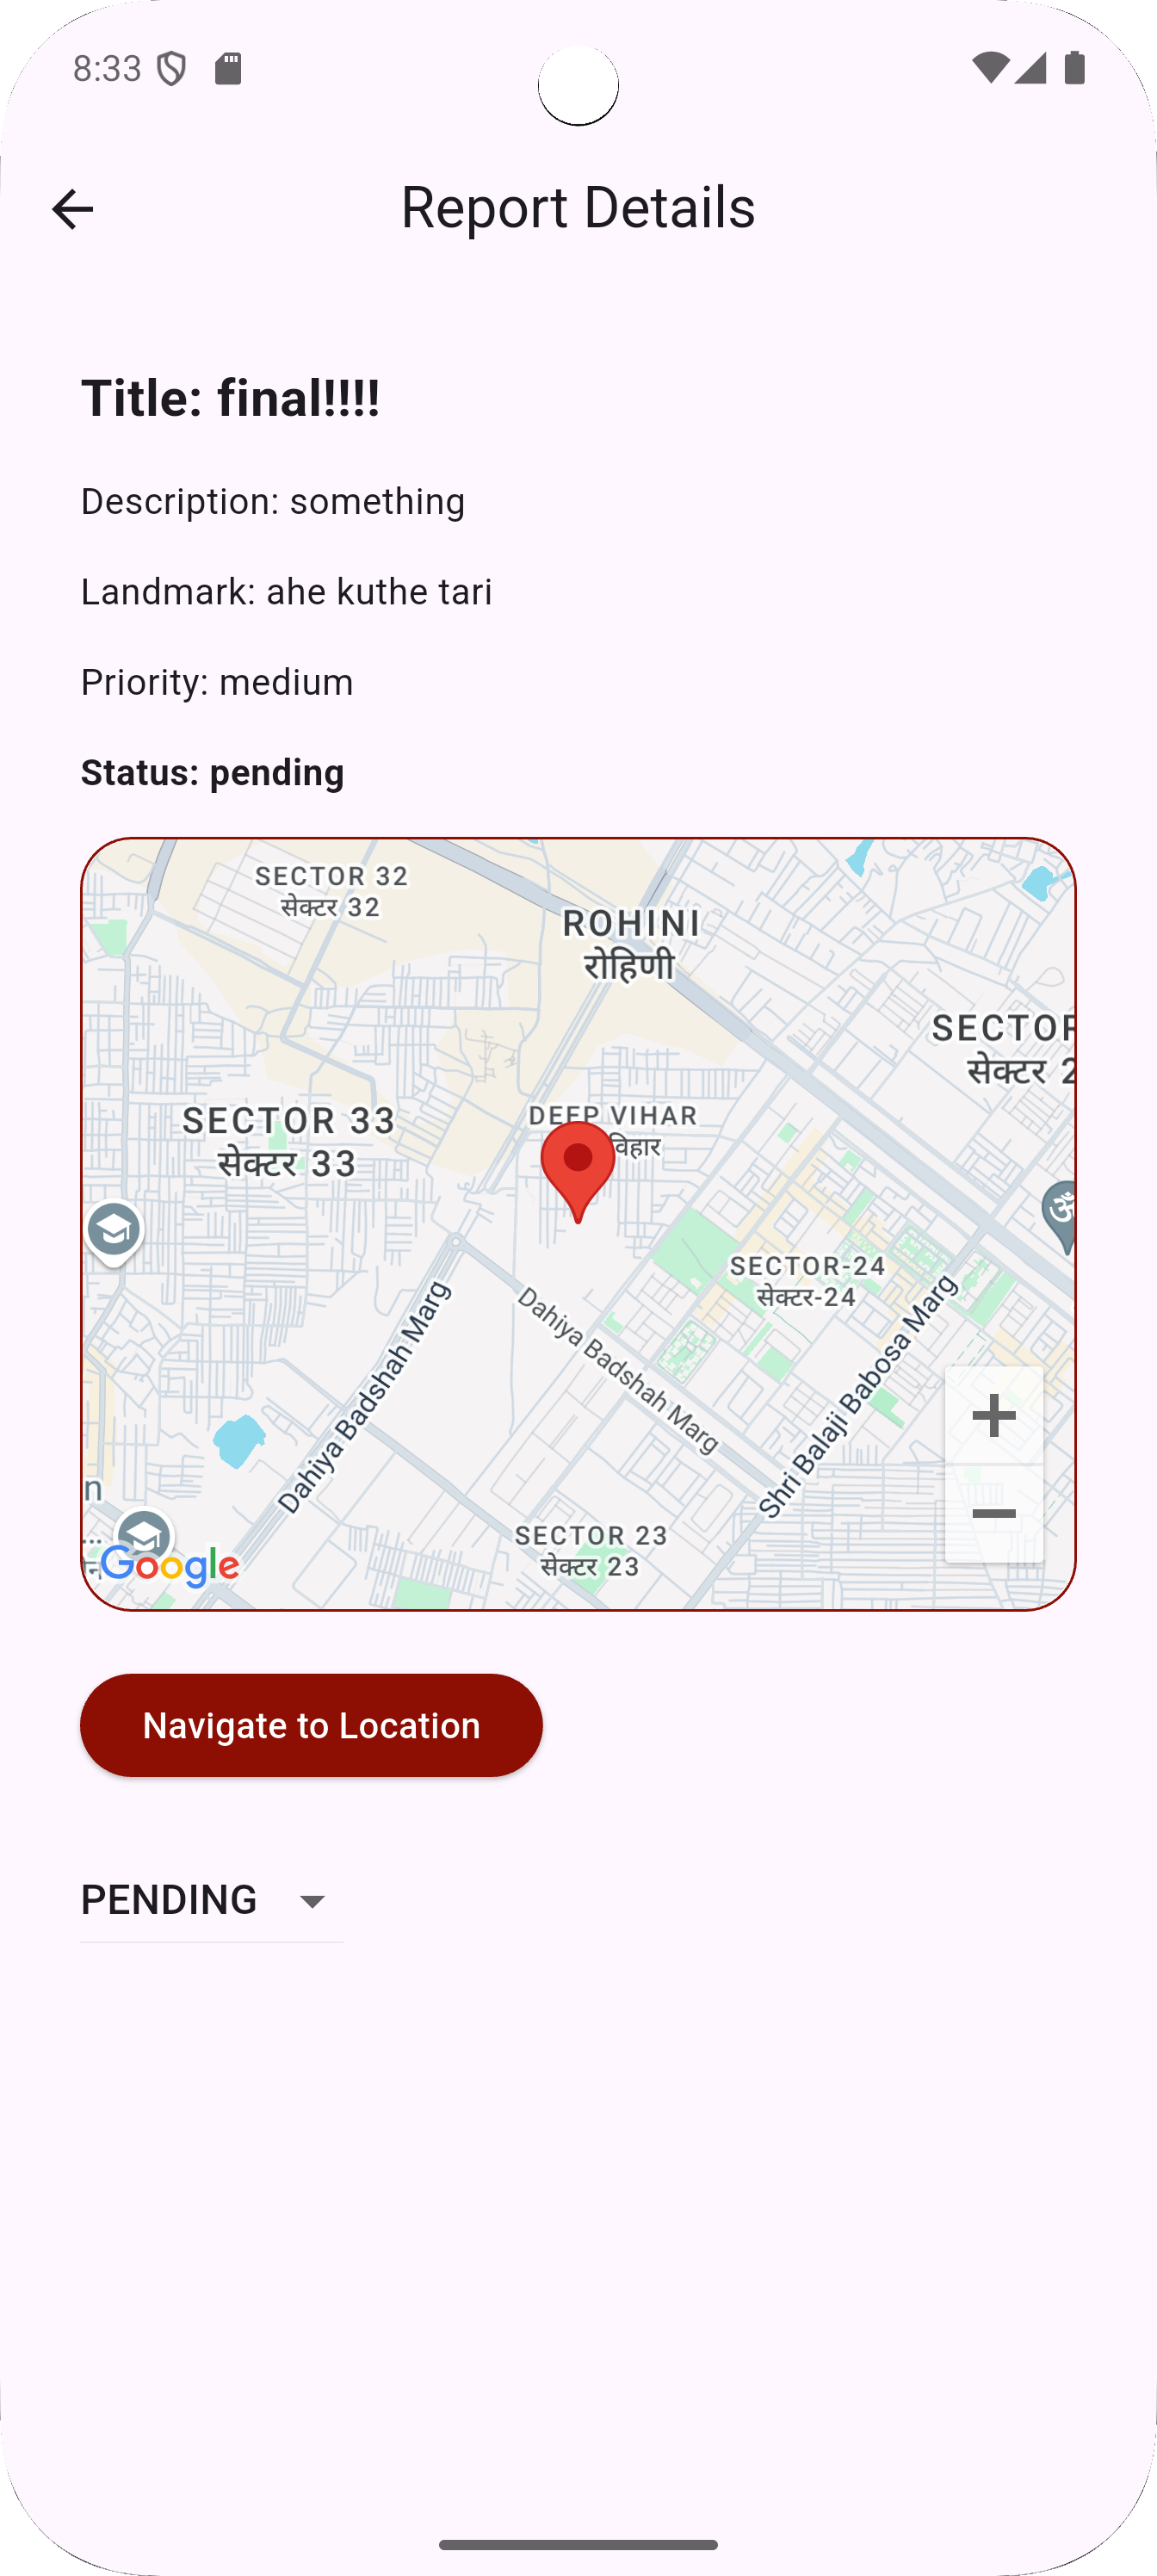 8:33
Report Details
Title: final!!!!
Description: something
Landmark: ahe kuthe tari
Priority: medium
Status: pending
SECTOR 32
सेक्टर 32
ROHINI
रोहिणी
SECTOR
सेक्टर 2
DEEP VIHAR
विहार
SECTOR 33
सेक्टर 33
SECTOR-24
सेक्टर-24
Dahiya Badshah Marg
Dahiya Badshah Marg
Shri Balaji Babosa Marg
n
SECTOR 23
सेक्टर 23
Google
Navigate to Location
PENDING